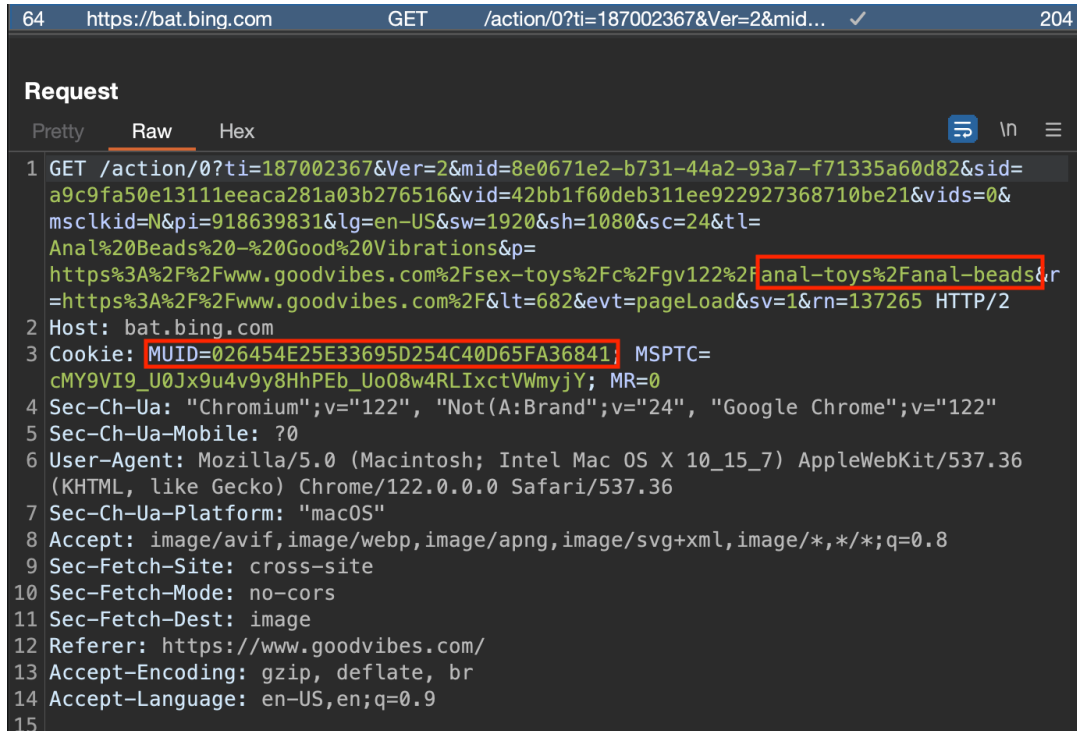 64 https://bat.bing.com GET /action/0?ti=187002367&Ver=2&mid... ✓ 204
Request
Pretty Raw Hex \n
1 GET /action/0?ti=187002367&Ver=2&mid=8e0671e2-b731-44a2-93a7-f71335a60d82&sid=
a9c9fa50e13111eeaca281a03b276516&vid=42bb1f60deb311ee922927368710be21&vids=0&
msclkid=N&pi=918639831&lg=en-US&sw=1920&sh=1080&sc=24&tl=
Anal%20Beads%20-%20Good%20Vibrations&p=
https%3A%2F%2Fwww.goodvibes.com%2Fsex-toys%2Fc%2Fgv122%2Fanal-toys%2Fanal-beads&r
=https%3A%2F%2Fwww.goodvibes.com%2F&lt=682&evt=pageLoad&sv=1&rn=137265 HTTP/2
2 Host: bat.bing.com
3 Cookie: MUID=026454E25E33695D254C40D65FA36841; MSPTC=
cMY9VI9_U0Jx9u4v9y8HhPEb_UoO8w4RLIxctVWmyjY; MR=0
4 Sec-Ch-Ua: "Chromium";v="122", "Not(A:Brand";v="24", "Google Chrome";v="122"
5 Sec-Ch-Ua-Mobile: ?0
6 User-Agent: Mozilla/5.0 (Macintosh; Intel Mac OS X 10_15_7) AppleWebKit/537.36
(KHTML, like Gecko) Chrome/122.0.0.0 Safari/537.36
7 Sec-Ch-Ua-Platform: "macOS"
8 Accept: image/avif,image/webp,image/apng,image/svg+xml,image/*,*/*;q=0.8
9 Sec-Fetch-Site: cross-site
10 Sec-Fetch-Mode: no-cors
11 Sec-Fetch-Dest: image
12 Referer: https://www.goodvibes.com/
13 Accept-Encoding: gzip, deflate, br
14 Accept-Language: en-US,en;q=0.9
15